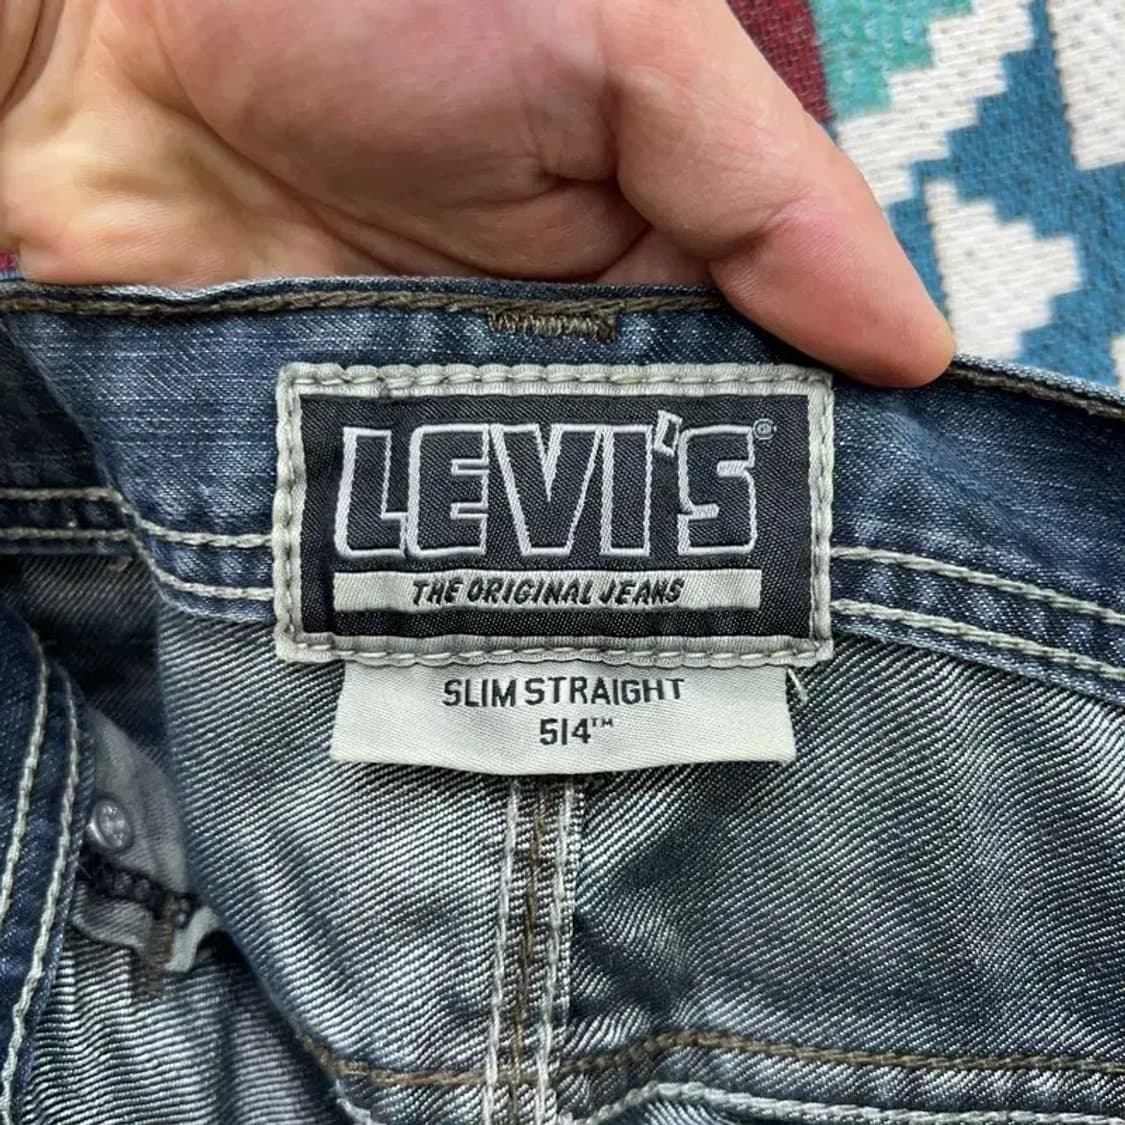 LEVI'S®
THE ORIGINAL JEANS
SLIM STRAIGHT
514™